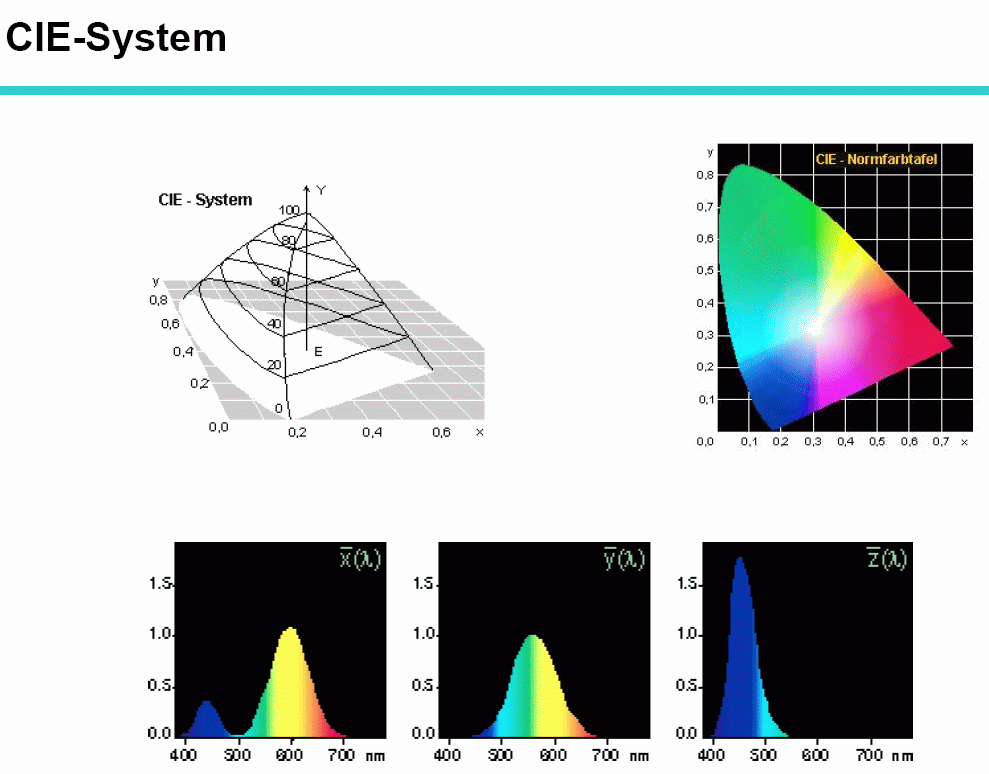 CIE-System
CIE - System
Y
100
80
60
40
20
0
E
y
0,8
0,6
0,4
0,2
0,0
0,2
0,4
0,6
x
CIE - Normfarbtafel
y
0,8
0,7
0,6
0,5
0,4
0,3
0,2
0,1
0,0 0,1 0,2 0,3 0,4 0,5 0,6 0,7 x
x̅(λ)
1.5
1.0
0.5
0.0
400 500 600 700 nm
y̅(λ)
1.5
1.0
0.5
0.0
400 500 600 700 nm
z̅(λ)
1.5
1.0
0.5
0.0
400 500 600 700 nm